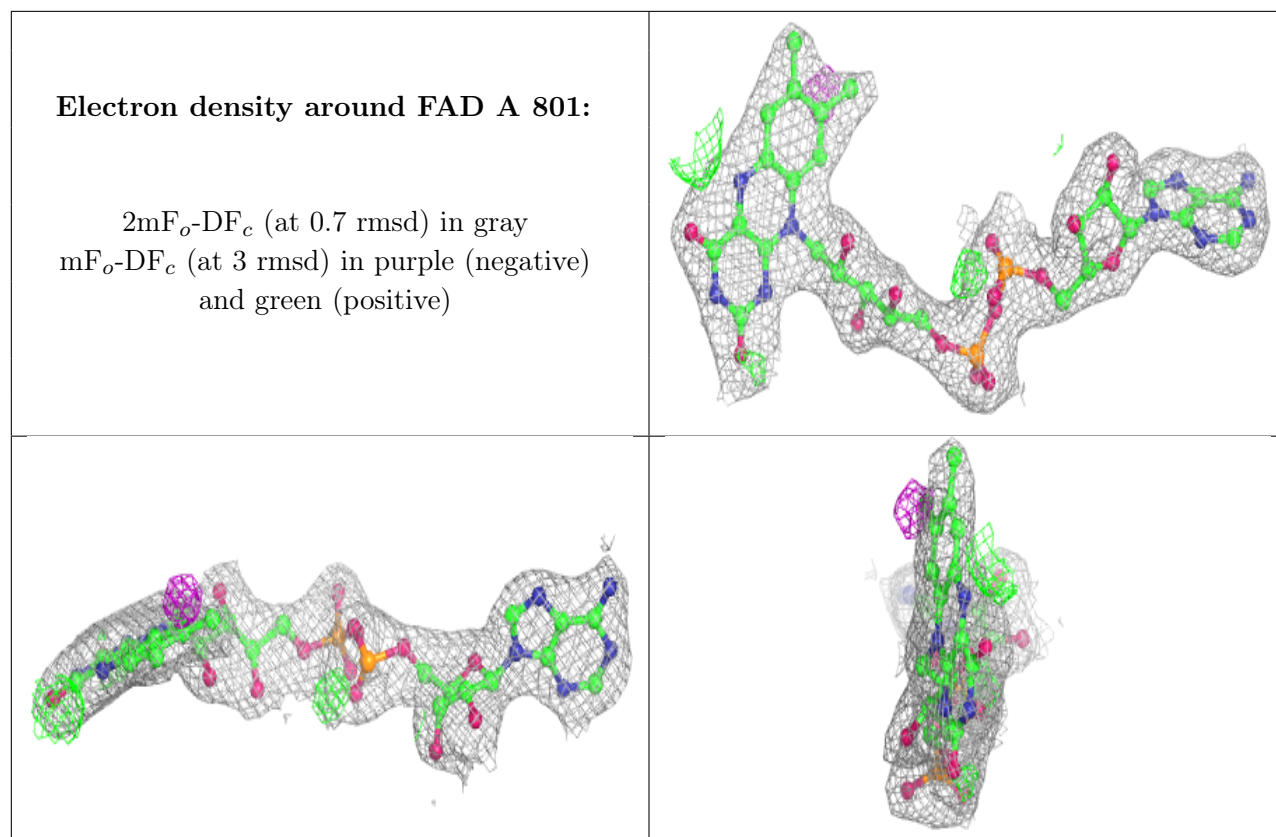 Electron density around FAD A 801:
2mFo-DFc (at 0.7 rmsd) in gray
mFo-DFc (at 3 rmsd) in purple (negative)
and green (positive)